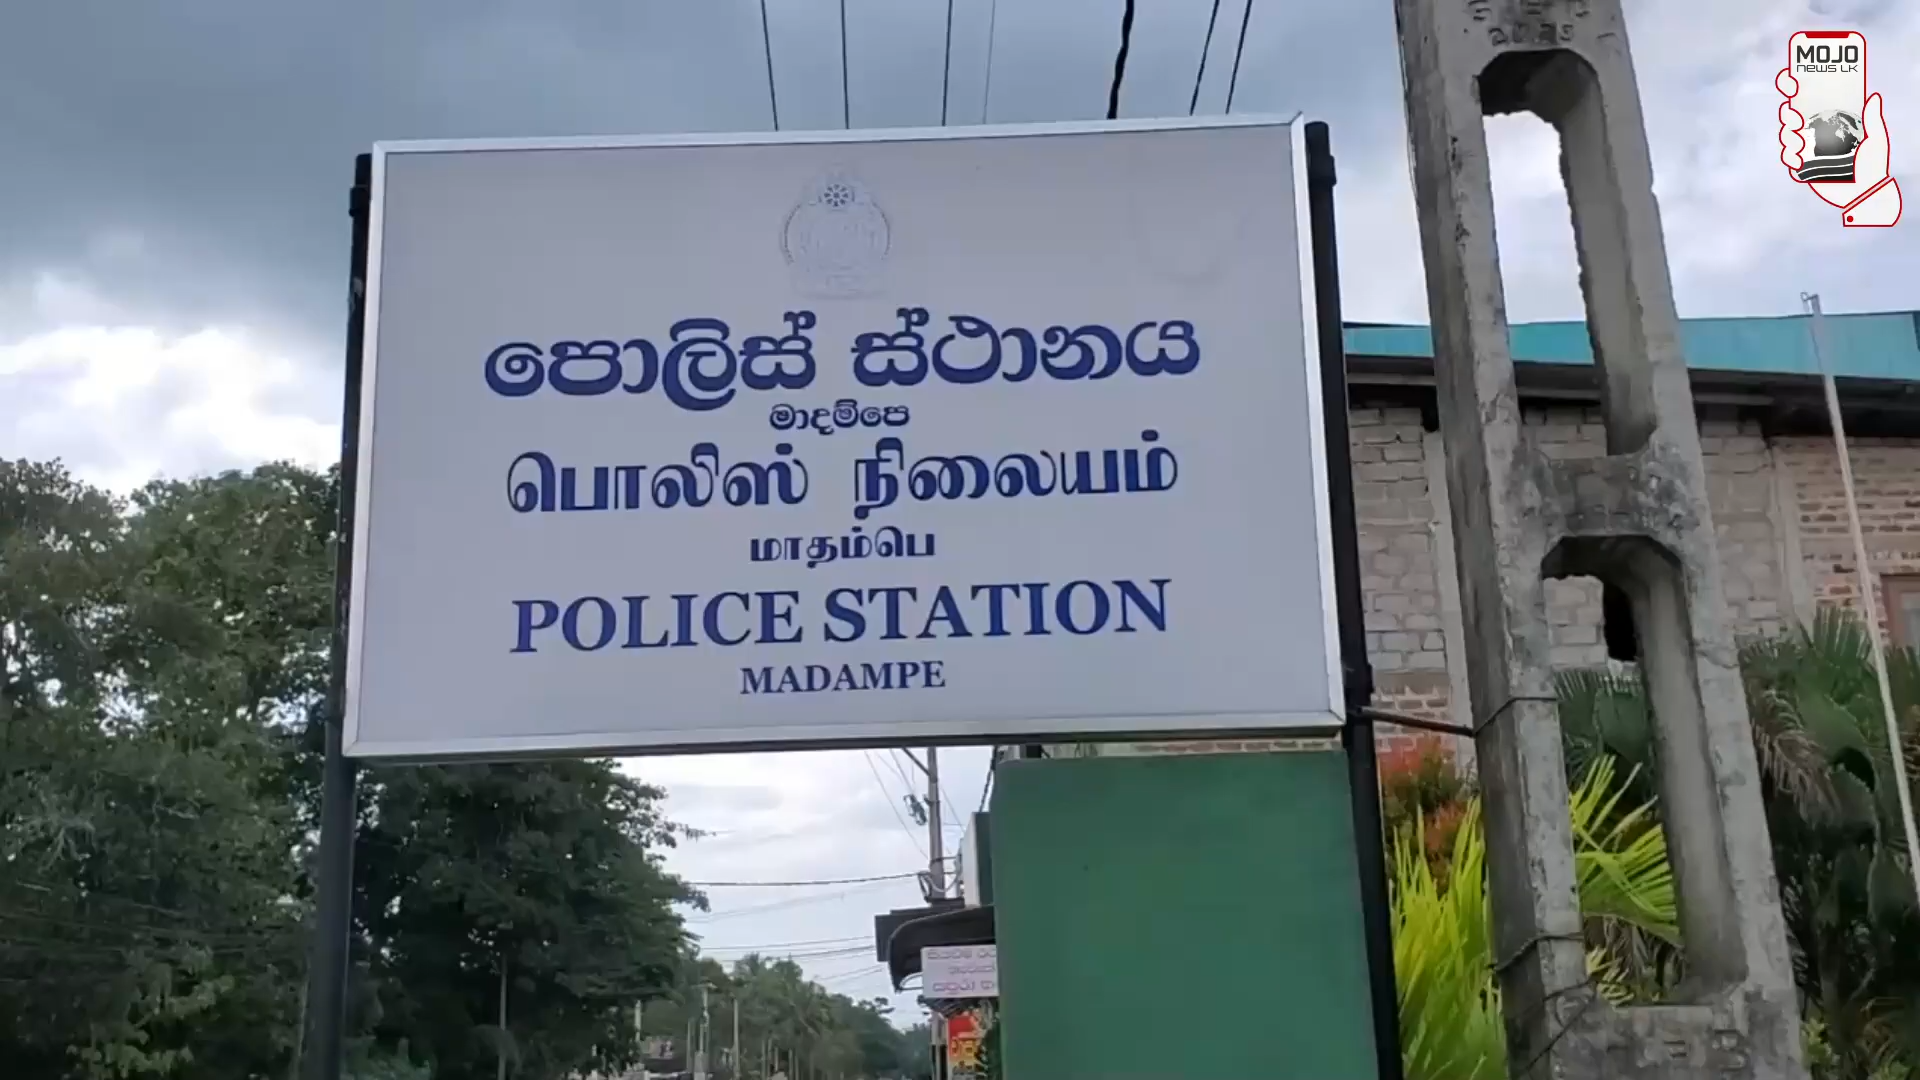 MOJO
news LK
පොලිස් ස්ථානය
මාදම්පෙ
பொலிஸ் நிலையம்
மாதம்பெ
POLICE STATION
MADAMPE